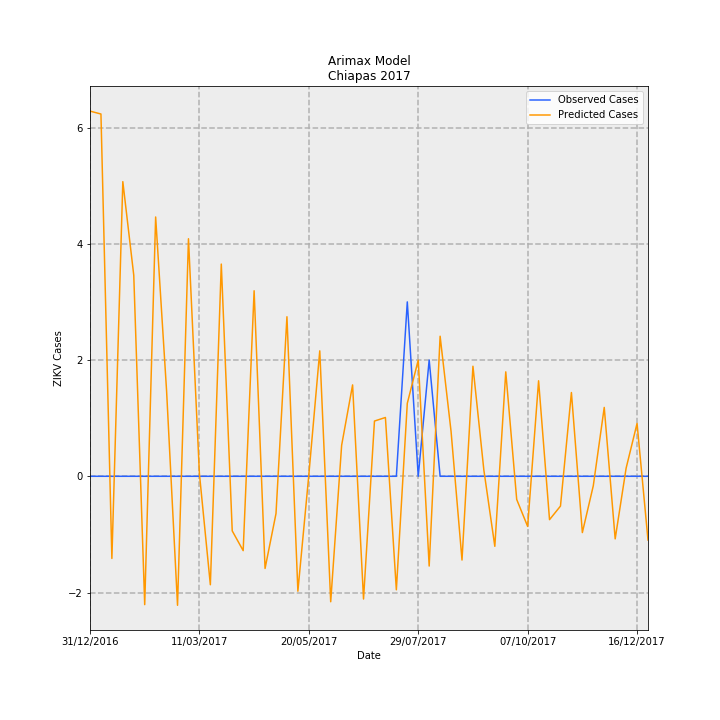 Arimax Model
Chiapas 2017
Observed Cases
Predicted Cases
6
4
2
0
−2
ZIKV Cases
31/12/2016 11/03/2017 20/05/2017 29/07/2017 07/10/2017 16/12/2017
Date